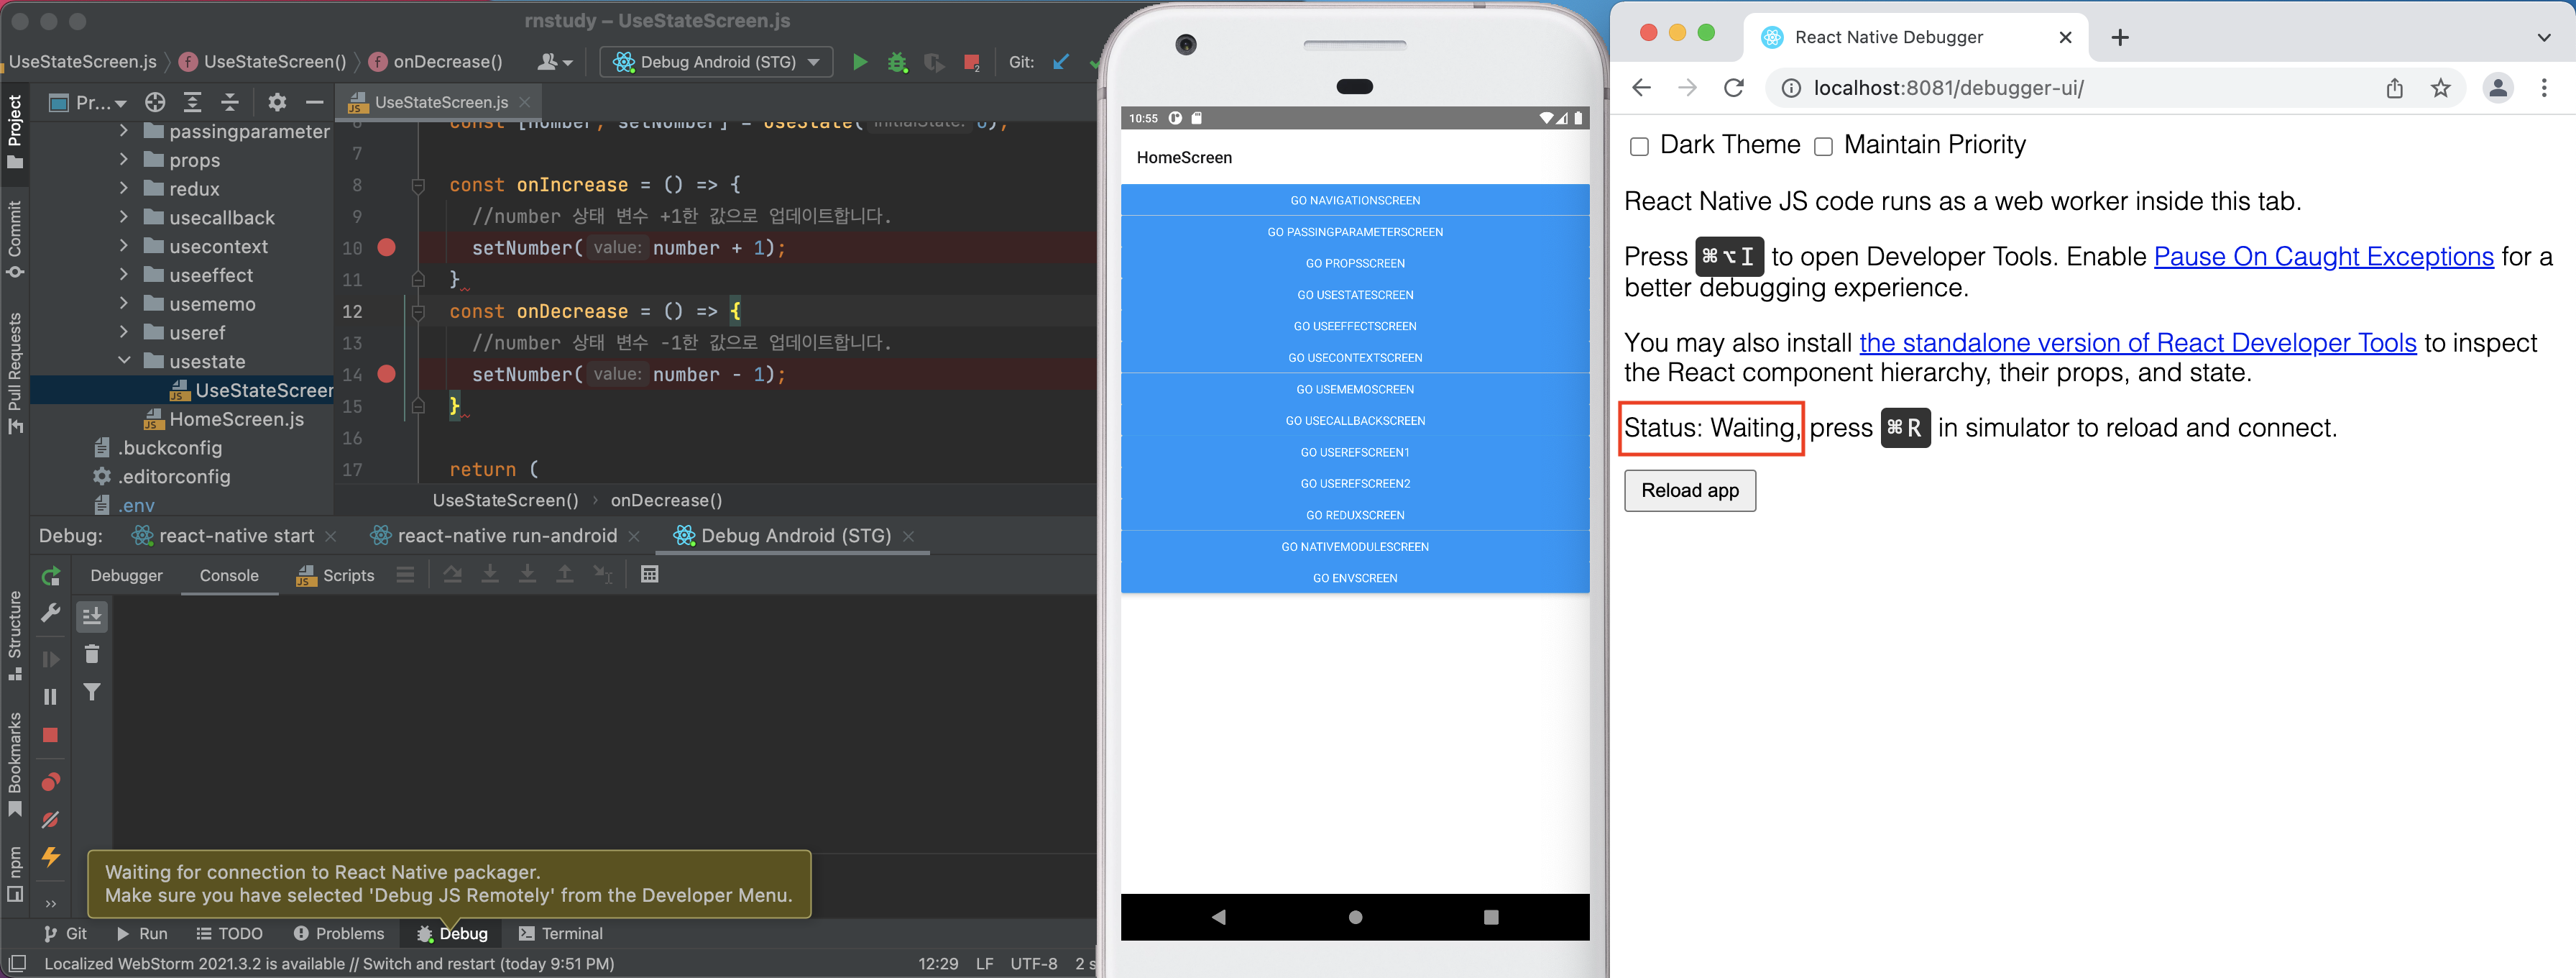 rnstudy – UseStateScreen.js
UseStateScreen.js
f UseStateScreen()
f onDecrease()
Debug Android (STG)
2
Git:
Project
Commit
Pull Requests
Structure
Bookmarks
npm
Pr...
passingparameter
props
redux
usecallback
usecontext
useeffect
usememo
useref
usestate
JS UseStateScreen
JS HomeScreen.js
.buckconfig
.editorconfig
.env
JS UseStateScreen.js
6 const [number, setNumber] = useState( initialState: 0);
7
8 const onIncrease = () => {
9 //number 상태 변수 +1한 값으로 업데이트합니다.
10 setNumber( value: number + 1);
11 }
12 const onDecrease = () => {
13 //number 상태 변수 -1한 값으로 업데이트합니다.
14 setNumber( value: number - 1);
15 }
16
17 return (
UseStateScreen() › onDecrease()
Debug:
react-native start
react-native run-android
Debug Android (STG)
Debugger
Console
JS Scripts
Waiting for connection to React Native packager.
Make sure you have selected 'Debug JS Remotely' from the Developer Menu.
Git
Run
TODO
Problems
Debug
Terminal
Localized WebStorm 2021.3.2 is available // Switch and restart (today 9:51 PM)
12:29
LF
UTF-8
2 s
10:55
HomeScreen
GO NAVIGATIONSCREEN
GO PASSINGPARAMETERSCREEN
GO PROPSSCREEN
GO USESTATESCREEN
GO USEEFFECTSCREEN
GO USECONTEXTSCREEN
GO USEMEMOSCREEN
GO USECALLBACKSCREEN
GO USEREFSCREEN1
GO USEREFSCREEN2
GO REDUXSCREEN
GO NATIVEMODULESCREEN
GO ENVSCREEN
React Native Debugger
localhost:8081/debugger-ui/
Dark Theme
Maintain Priority
React Native JS code runs as a web worker inside this tab.
Press ⌘⌥I to open Developer Tools. Enable Pause On Caught Exceptions for a
better debugging experience.
You may also install the standalone version of React Developer Tools to inspect
the React component hierarchy, their props, and state.
Status: Waiting, press ⌘R in simulator to reload and connect.
Reload app